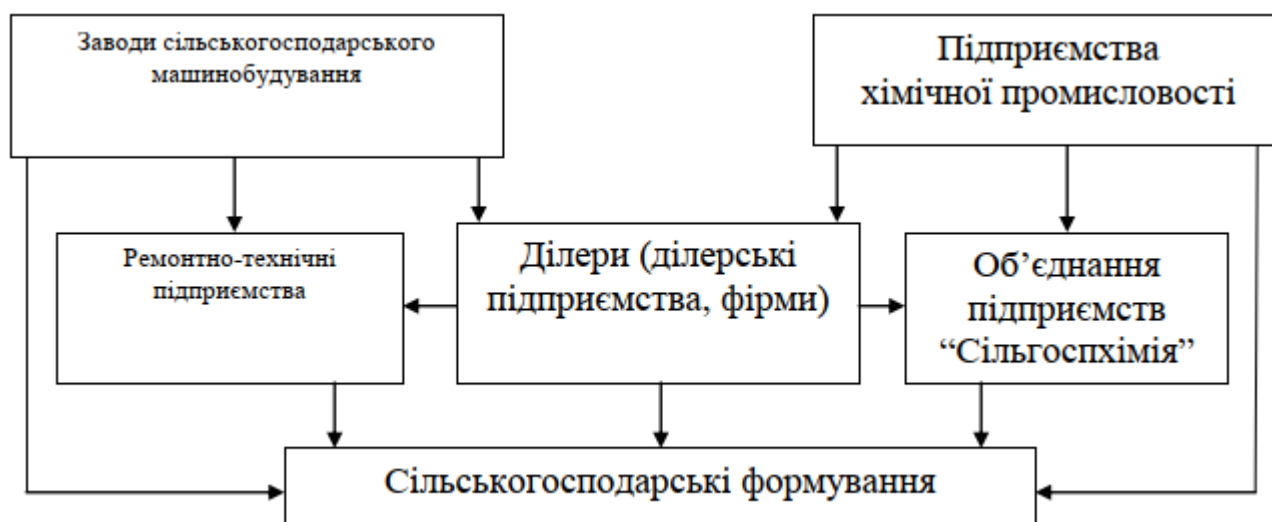 Заводи сільськогосподарського
машинобудування
Підприємства
хімічної промисловості
Ремонтно-технічні
підприємства
Ділери (ділерські
підприємства, фірми)
Об’єднання
підприємств
“Сільгоспхімія”
Сільськогосподарські формування